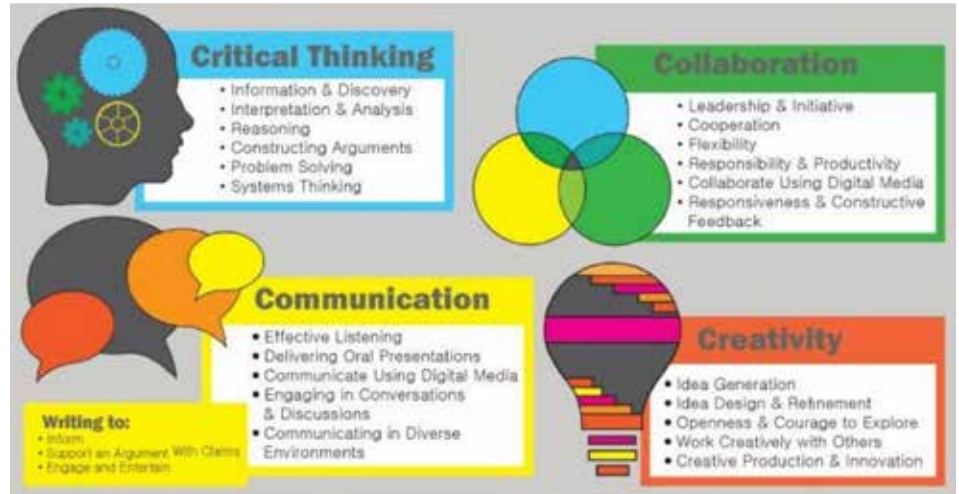 Critical Thinking
• Information & Discovery
• Interpretation & Analysis
• Reasoning
• Constructing Arguments
• Problem Solving
• Systems Thinking
Collaboration
• Leadership & Initiative
• Cooperation
• Flexibility
• Responsibility & Productivity
• Collaborate Using Digital Media
• Responsiveness & Constructive
Feedback
Communication
• Effective Listening
• Delivering Oral Presentations
• Communicate Using Digital Media
• Engaging in Conversations
& Discussions
• Communicating in Diverse
Environments
Writing to:
• Inform
• Support an Argument With Claims
• Engage and Entertain
Creativity
• Idea Generation
• Idea Design & Refinement
• Openness & Courage to Explore
• Work Creatively with Others
• Creative Production & Innovation